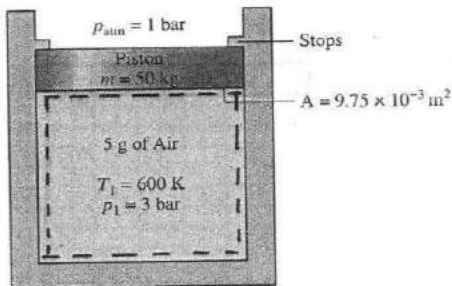 p_atm = 1 bar
Stops
Piston
m = 50 kg
A = 9.75 × 10⁻³ m²
5 g of Air
T₁ = 600 K
p₁ = 3 bar